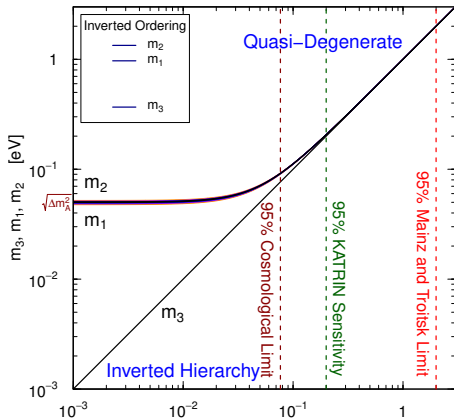 Inverted Ordering
m₂
m₁
m₃
Quasi−Degenerate
m₃, m₁, m₂ [eV]
1
10⁻¹
10⁻²
10⁻³
√Δm²_A
m₂
m₁
m₃
Inverted Hierarchy
95% Cosmological Limit
95% KATRIN Sensitivity
95% Mainz and Troitsk Limit
10⁻³
10⁻²
10⁻¹
1